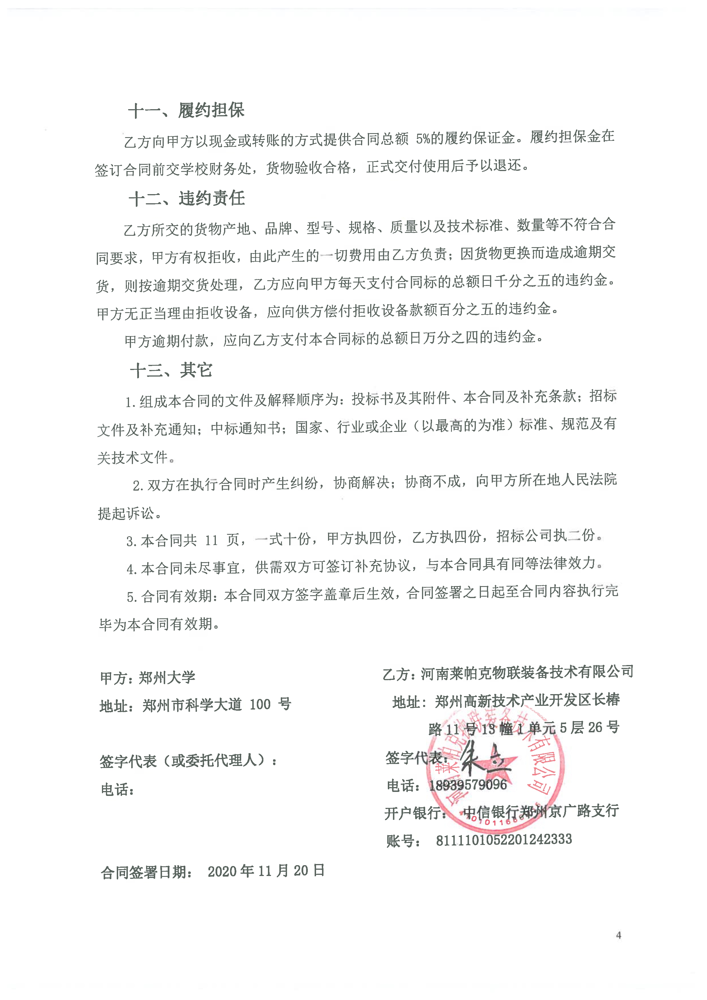 十一、履约担保
乙方向甲方以现金或转账的方式提供合同总额 5%的履约保证金。履约担保金在
签订合同前交学校财务处，货物验收合格，正式交付使用后予以退还。
十二、违约责任
乙方所交的货物产地、品牌、型号、规格、质量以及技术标准、数量等不符合合
同要求，甲方有权拒收，由此产生的一切费用由乙方负责；因货物更换而造成逾期交
货，则按逾期交货处理，乙方应向甲方每天支付合同标的总额日千分之五的违约金。
甲方无正当理由拒收设备，应向供方偿付拒收设备款额百分之五的违约金。
甲方逾期付款，应向乙方支付本合同标的总额日万分之四的违约金。
十三、其它
1.组成本合同的文件及解释顺序为：投标书及其附件、本合同及补充条款；招标
文件及补充通知；中标通知书；国家、行业或企业（以最高的为准）标准、规范及有
关技术文件。
2.双方在执行合同时产生纠纷，协商解决；协商不成，向甲方所在地人民法院
提起诉讼。
3.本合同共 11 页，一式十份，甲方执四份，乙方执四份，招标公司执二份。
4.本合同未尽事宜，供需双方可签订补充协议，与本合同具有同等法律效力。
5.合同有效期：本合同双方签字盖章后生效，合同签署之日起至合同内容执行完
毕为本合同有效期。
甲方：郑州大学
地址：郑州市科学大道 100 号
签字代表（或委托代理人）：
电话：
乙方：河南莱帕克物联装备技术有限公司
地址：郑州高新技术产业开发区长椿
路 11 号 13 幢 1 单元 5 层 26 号
签字代表：朱立
电话：18939579096
开户银行： 中信银行郑州京广路支行
账号： 8111101052201242333
河南莱帕克物联装备技术有限公司
合同签署日期： 2020 年 11 月 20 日
4